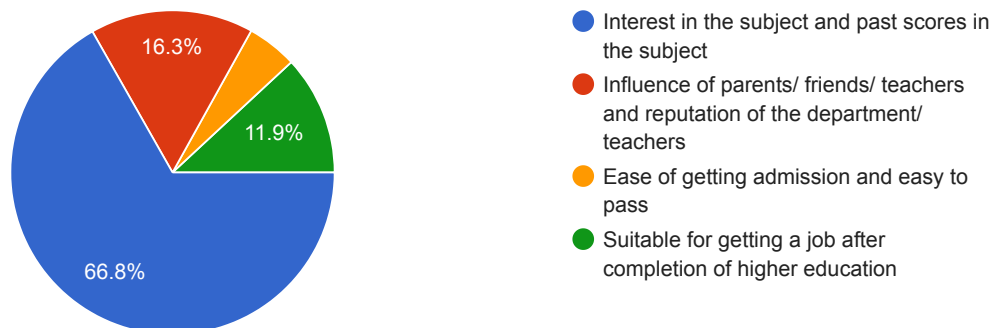 16.3%
11.9%
66.8%
Interest in the subject and past scores in
the subject
Influence of parents/ friends/ teachers
and reputation of the department/
teachers
Ease of getting admission and easy to
pass
Suitable for getting a job after
completion of higher education